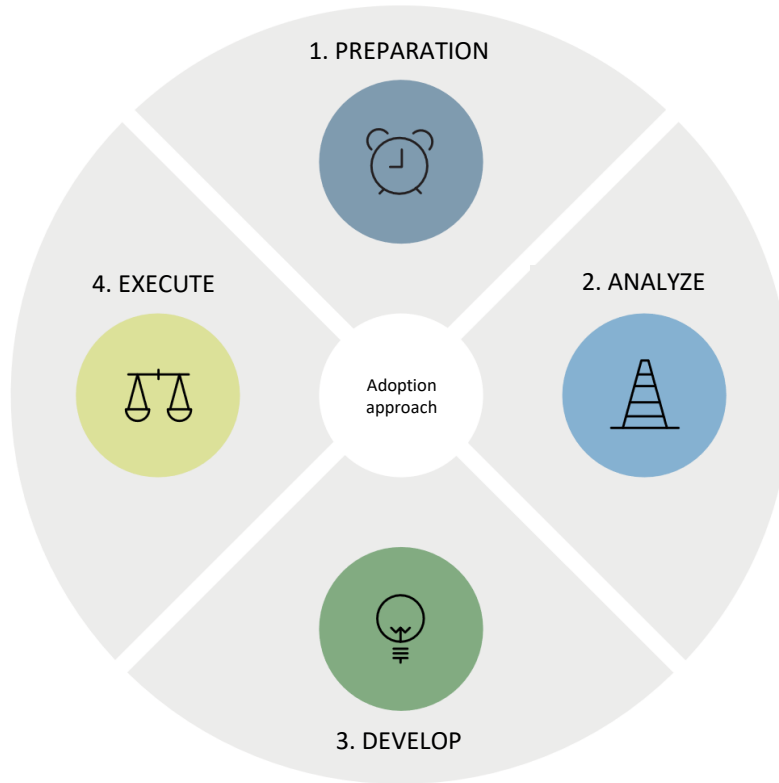 1. PREPARATION
4. EXECUTE
2. ANALYZE
Adoption
approach
3. DEVELOP